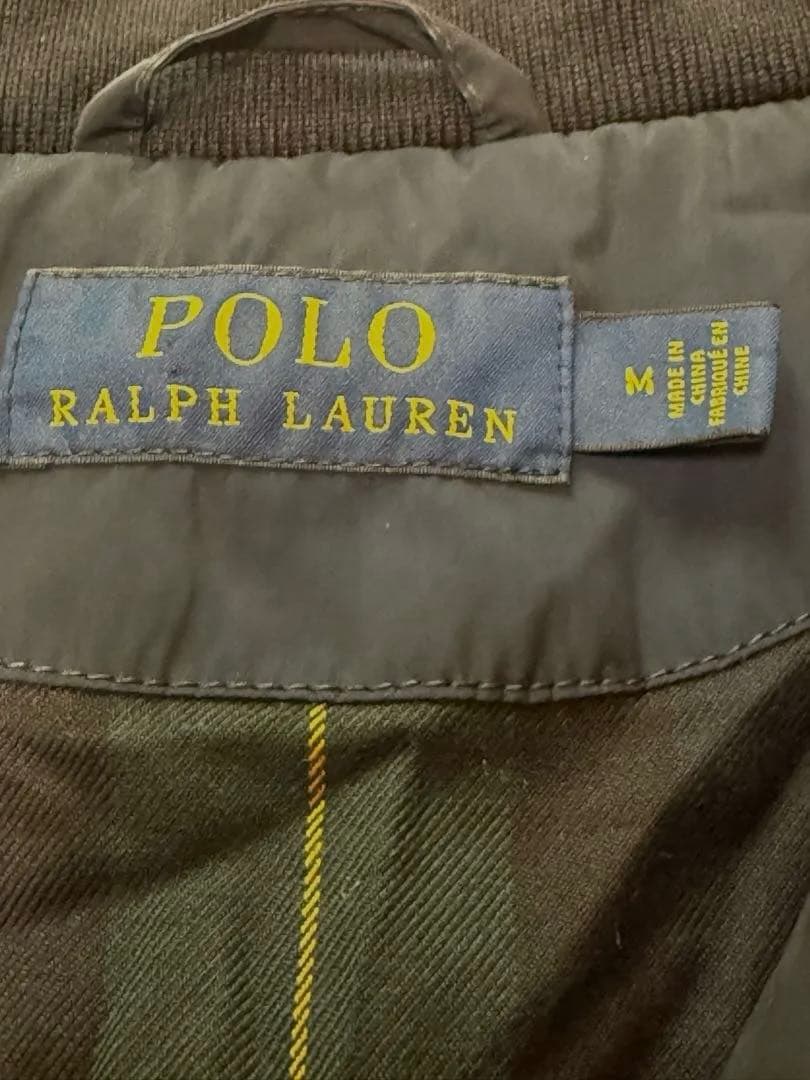 POLO
RALPH LAUREN
M
MADE IN
CHINA
FABRIQUÉ EN
CHINE